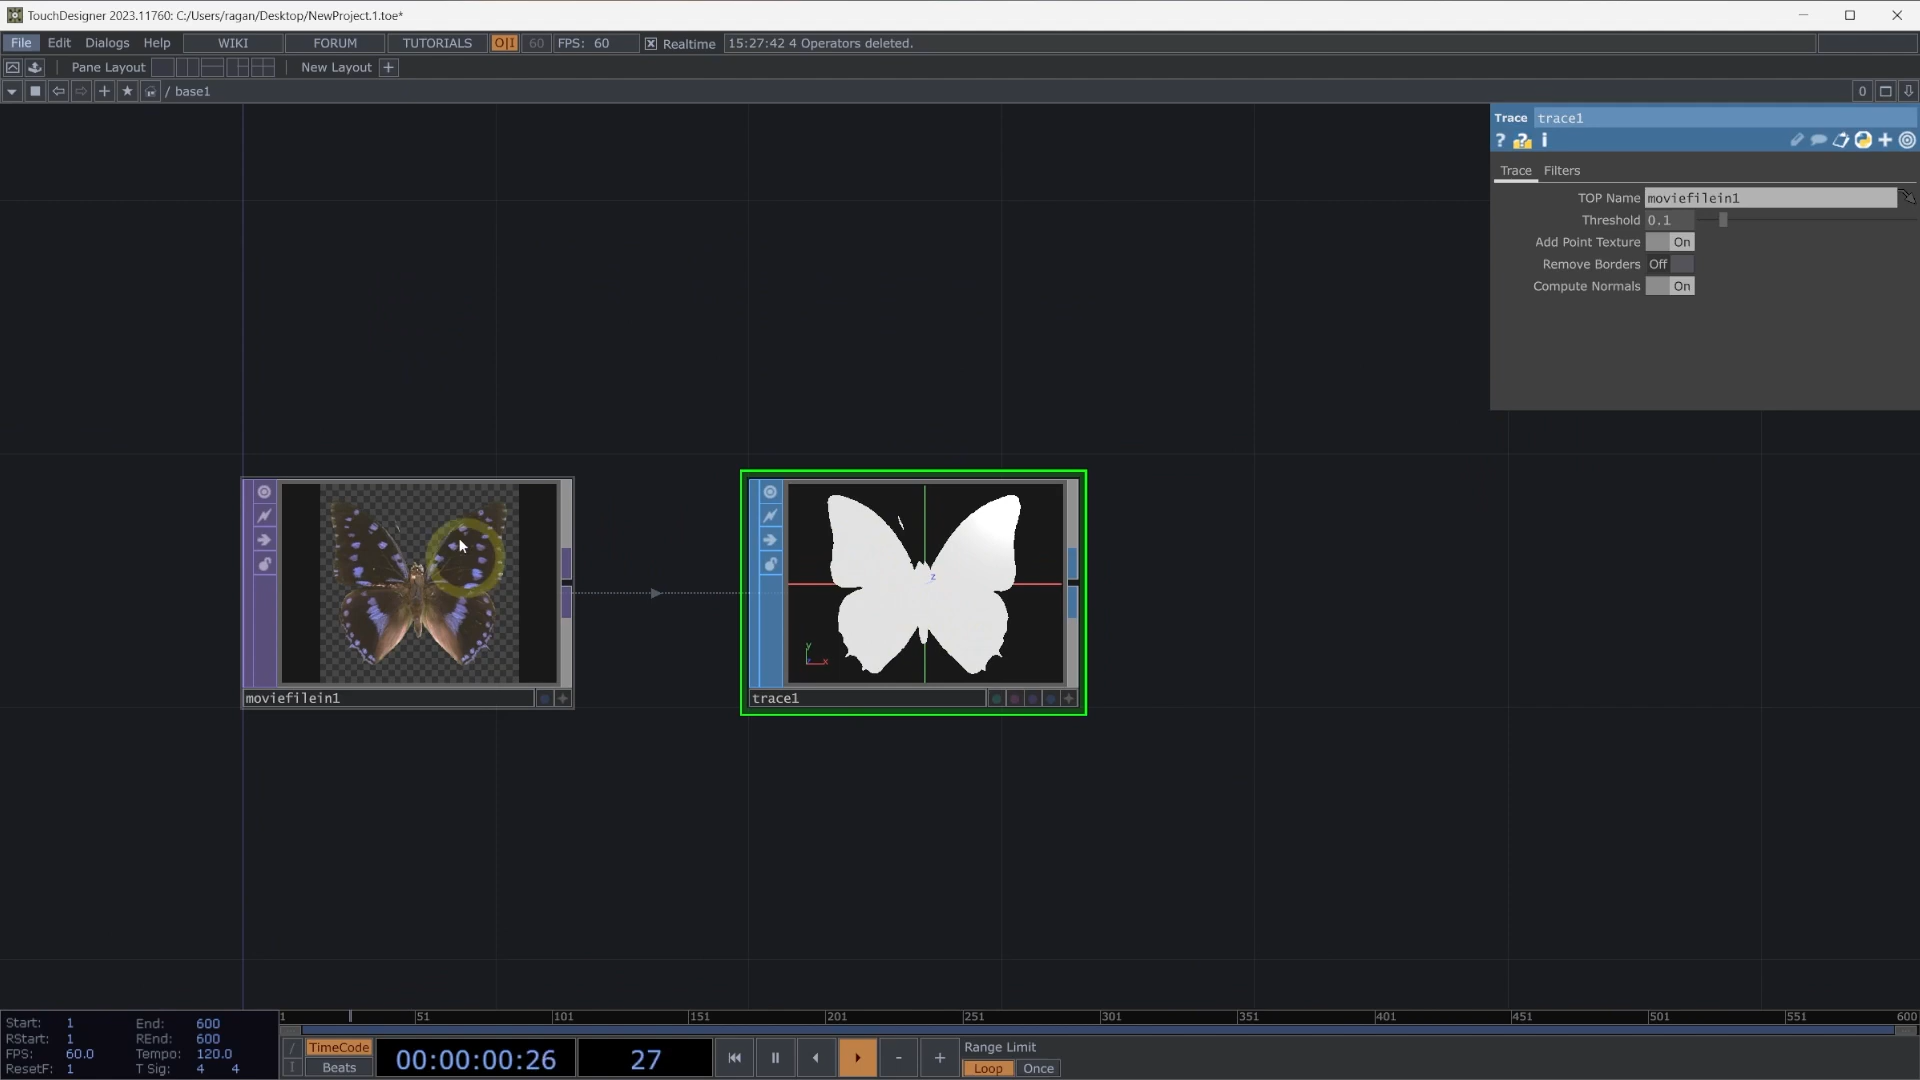 TouchDesigner 2023.11760: C:/Users/ragan/Desktop/NewProject.1.toe*
File Edit Dialogs Help WIKI FORUM TUTORIALS O|I 60 FPS: 60 Realtime 15:27:42 4 Operators deleted.
Pane Layout New Layout +
/ base1 0
Trace trace1
Trace Filters
TOP Name moviefilein1
Threshold 0.1
Add Point Texture On
Remove Borders Off
Compute Normals On
z
y
x
moviefilein1
trace1
1 51 101 151 201 251 301 351 401 451 501 551 600
Start: 1 End: 600
RStart: 1 REnd: 600
FPS: 60.0 Tempo: 120.0
ResetF: 1 T Sig: 4 4
/ TimeCode
I Beats
00:00:00:26 27 - +
Range Limit
Loop Once